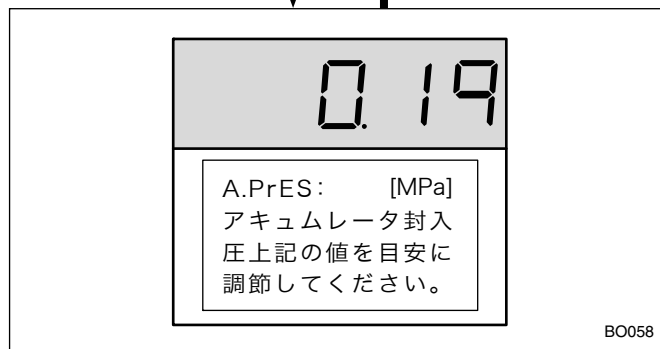 0.19
A.PrES: [MPa]
アキュムレータ封入
圧上記の値を目安に
調節してください。
BO058